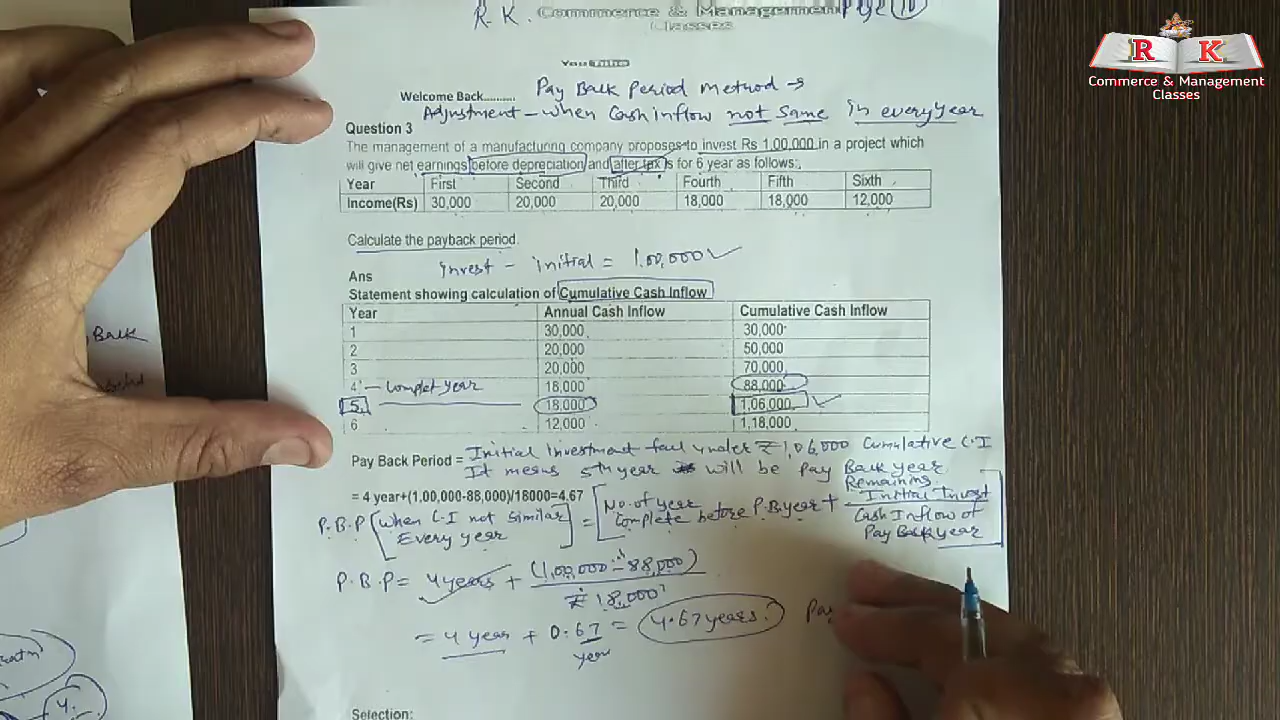 R. K. Commerce & Management Page 10
Classes
You Tube
Welcome Back.......... Pay Back Period Method →
Adjustment - when Cash inflow not Same in every year
Question 3
The management of a manufacturing company proposes to invest Rs 1,00,000 in a project which
will give net earnings before depreciation and after tax is for 6 year as follows:
Year First Second Third Fourth Fifth Sixth
Income(Rs) 30,000 20,000 20,000 18,000 18,000 12,000
Calculate the payback period.
invest - initial = 1,00,000 ✓
Ans
Statement showing calculation of Cumulative Cash Inflow
Year Annual Cash Inflow Cumulative Cash Inflow
1 30,000 30,000
2 20,000 50,000
3 20,000 70,000
4 - Complet year 18,000 88,000
5 18,000 1,06,000 ✓
6 12,000 1,18,000
Pay Back Period = Initial Investment fall under ₹ 1,06,000 Cumulative C.I
It means 5th year will be Pay Back year
= 4 year+(1,00,000-88,000)/18000=4.67
P.B.P [When C.I not similar Every year] = [No. of year Complete before P.B year + Remaining Initial Invest / Cash Inflow of Pay Back year]
P.B.P = 4 years + (1,00,000 - 88,000) / ₹ 18,000
= 4 year + 0.67 year = 4.67 years. Pay
Selection:
Back
4.
R K
Commerce & Management
Classes